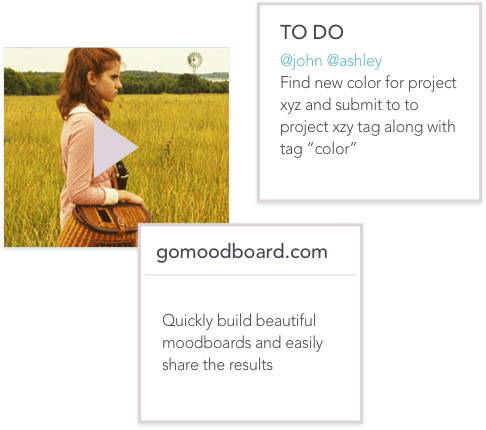 TO DO
@john @ashley
Find new color for project
xyz and submit to to
project xzy tag along with
tag “color”
gomoodboard.com
Quickly build beautiful
moodboards and easily
share the results